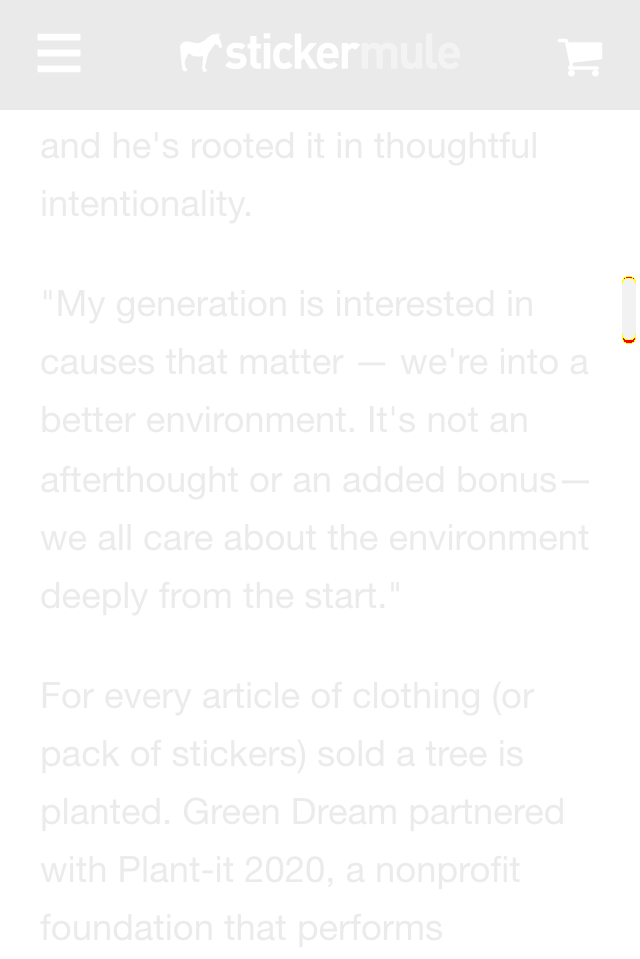 stickermule
and he's rooted it in thoughtful
intentionality.
"My generation is interested in
causes that matter — we're into a
better environment. It's not an
afterthought or an added bonus—
we all care about the environment
deeply from the start."
For every article of clothing (or
pack of stickers) sold a tree is
planted. Green Dream partnered
with Plant-it 2020, a nonprofit
foundation that performs